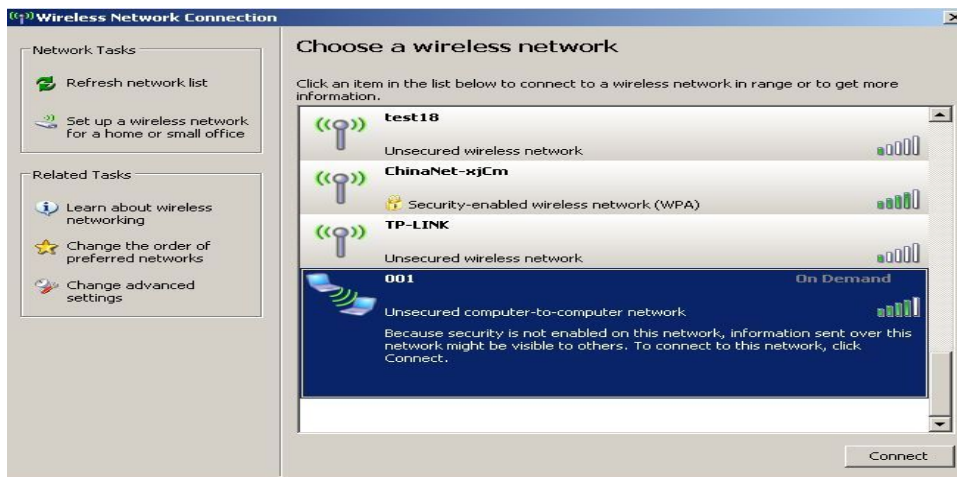 Wireless Network Connection
Network Tasks
Refresh network list
Set up a wireless network
for a home or small office
Related Tasks
Learn about wireless
networking
Change the order of
preferred networks
Change advanced
settings
Choose a wireless network
Click an item in the list below to connect to a wireless network in range or to get more
information.
test18
Unsecured wireless network
ChinaNet-xjCm
Security-enabled wireless network (WPA)
TP-LINK
Unsecured wireless network
001 On Demand
Unsecured computer-to-computer network
Because security is not enabled on this network, information sent over this
network might be visible to others. To connect to this network, click
Connect.
Connect